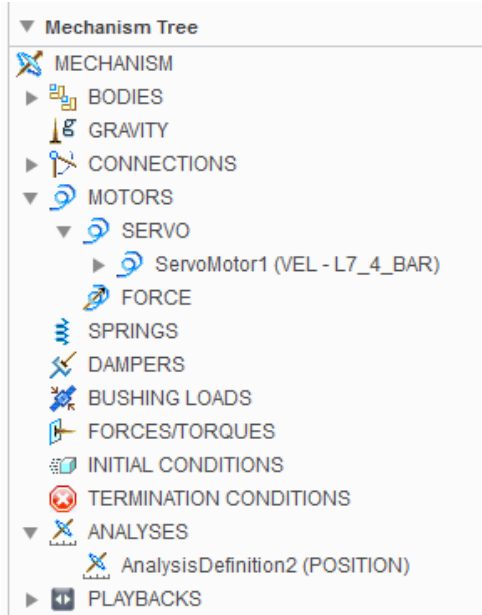 Mechanism Tree
MECHANISM
BODIES
GRAVITY
CONNECTIONS
MOTORS
SERVO
ServoMotor1 (VEL - L7_4_BAR)
FORCE
SPRINGS
DAMPERS
BUSHING LOADS
FORCES/TORQUES
INITIAL CONDITIONS
TERMINATION CONDITIONS
ANALYSES
AnalysisDefinition2 (POSITION)
PLAYBACKS